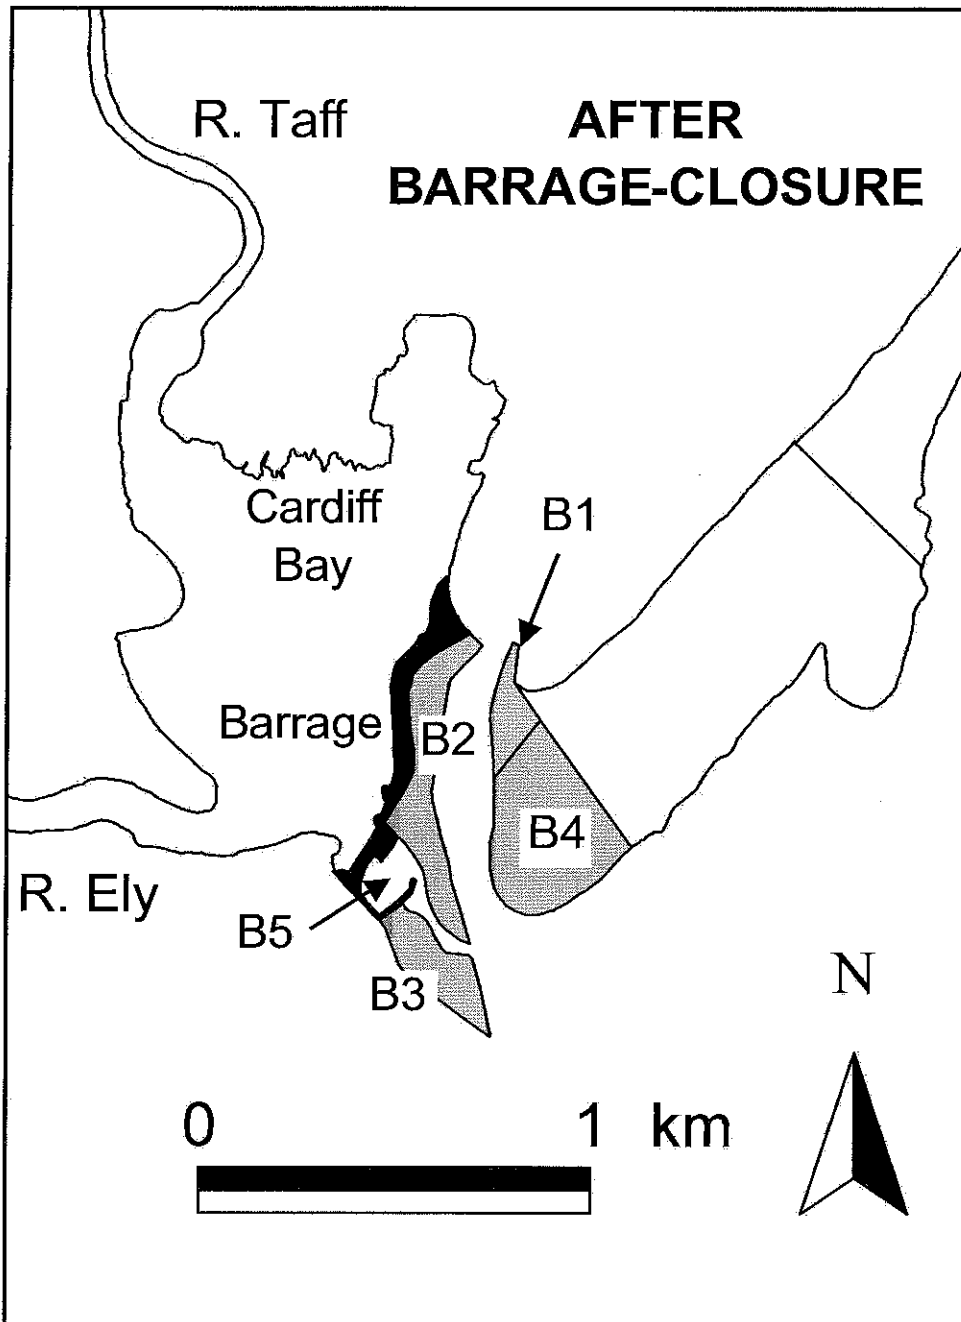 R. Taff
AFTER
BARRAGE-CLOSURE
Cardiff
Bay
B1
Barrage
B2
B4
R. Ely
B5
B3
N
0 1 km